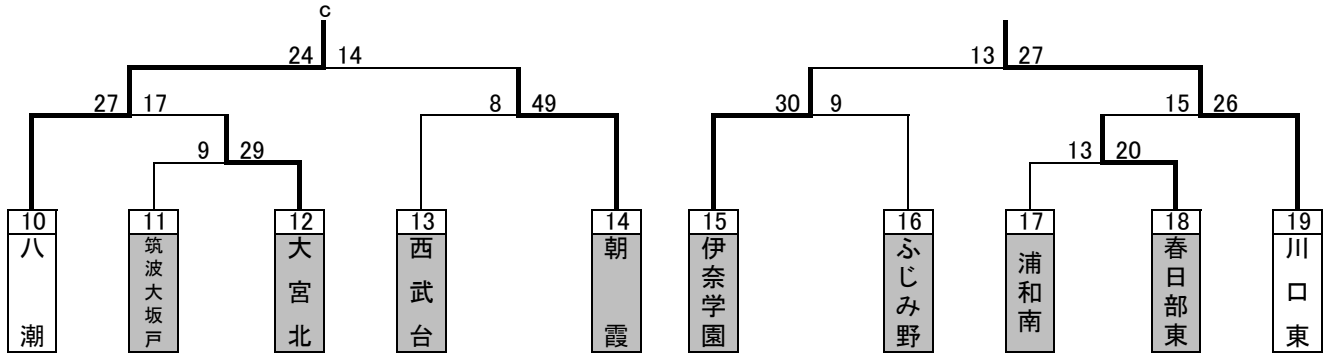 c
24 14
13 27
27 17
8 49
30 9
15 26
9 29
13 20
10
11
12
13
14
15
16
17
18
19
八潮
筑波大坂戸
大宮北
西武台
朝霞
伊奈学園
ふじみ野
浦和南
春日部東
川口東